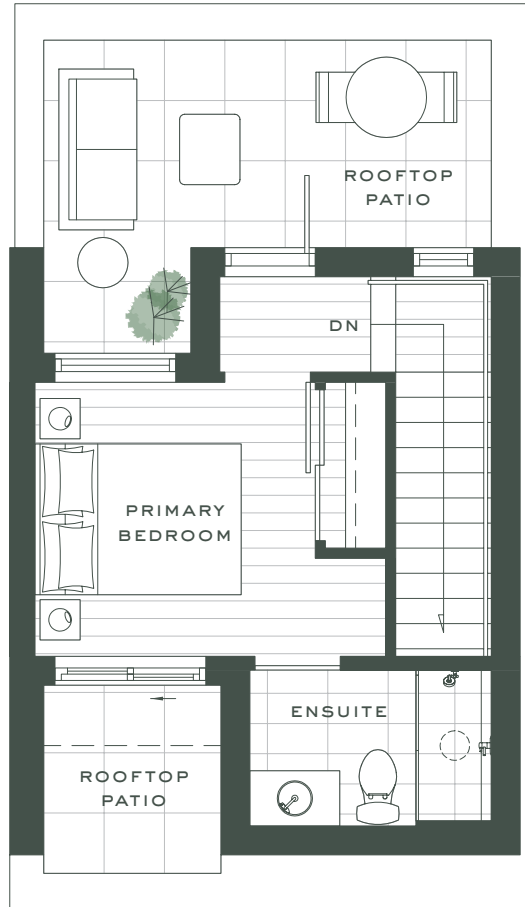 ROOFTOP
PATIO
DN
PRIMARY
BEDROOM
ENSUITE
ROOFTOP
PATIO